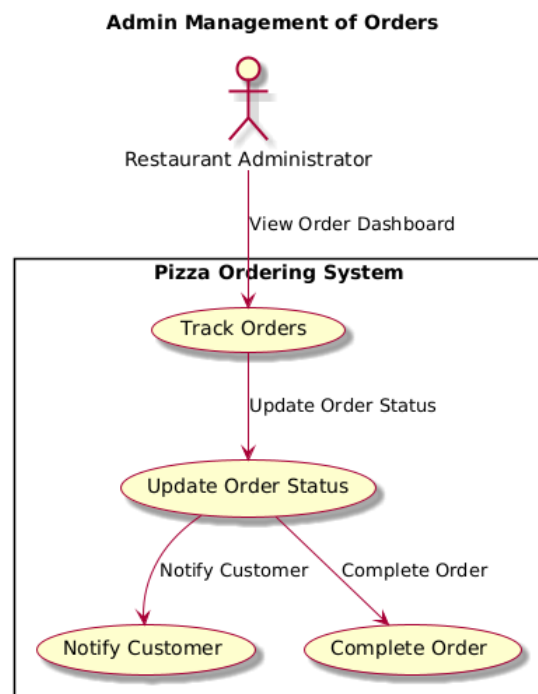 Admin Management of Orders
Restaurant Administrator
View Order Dashboard
Pizza Ordering System
Track Orders
Update Order Status
Update Order Status
Notify Customer
Complete Order
Notify Customer
Complete Order